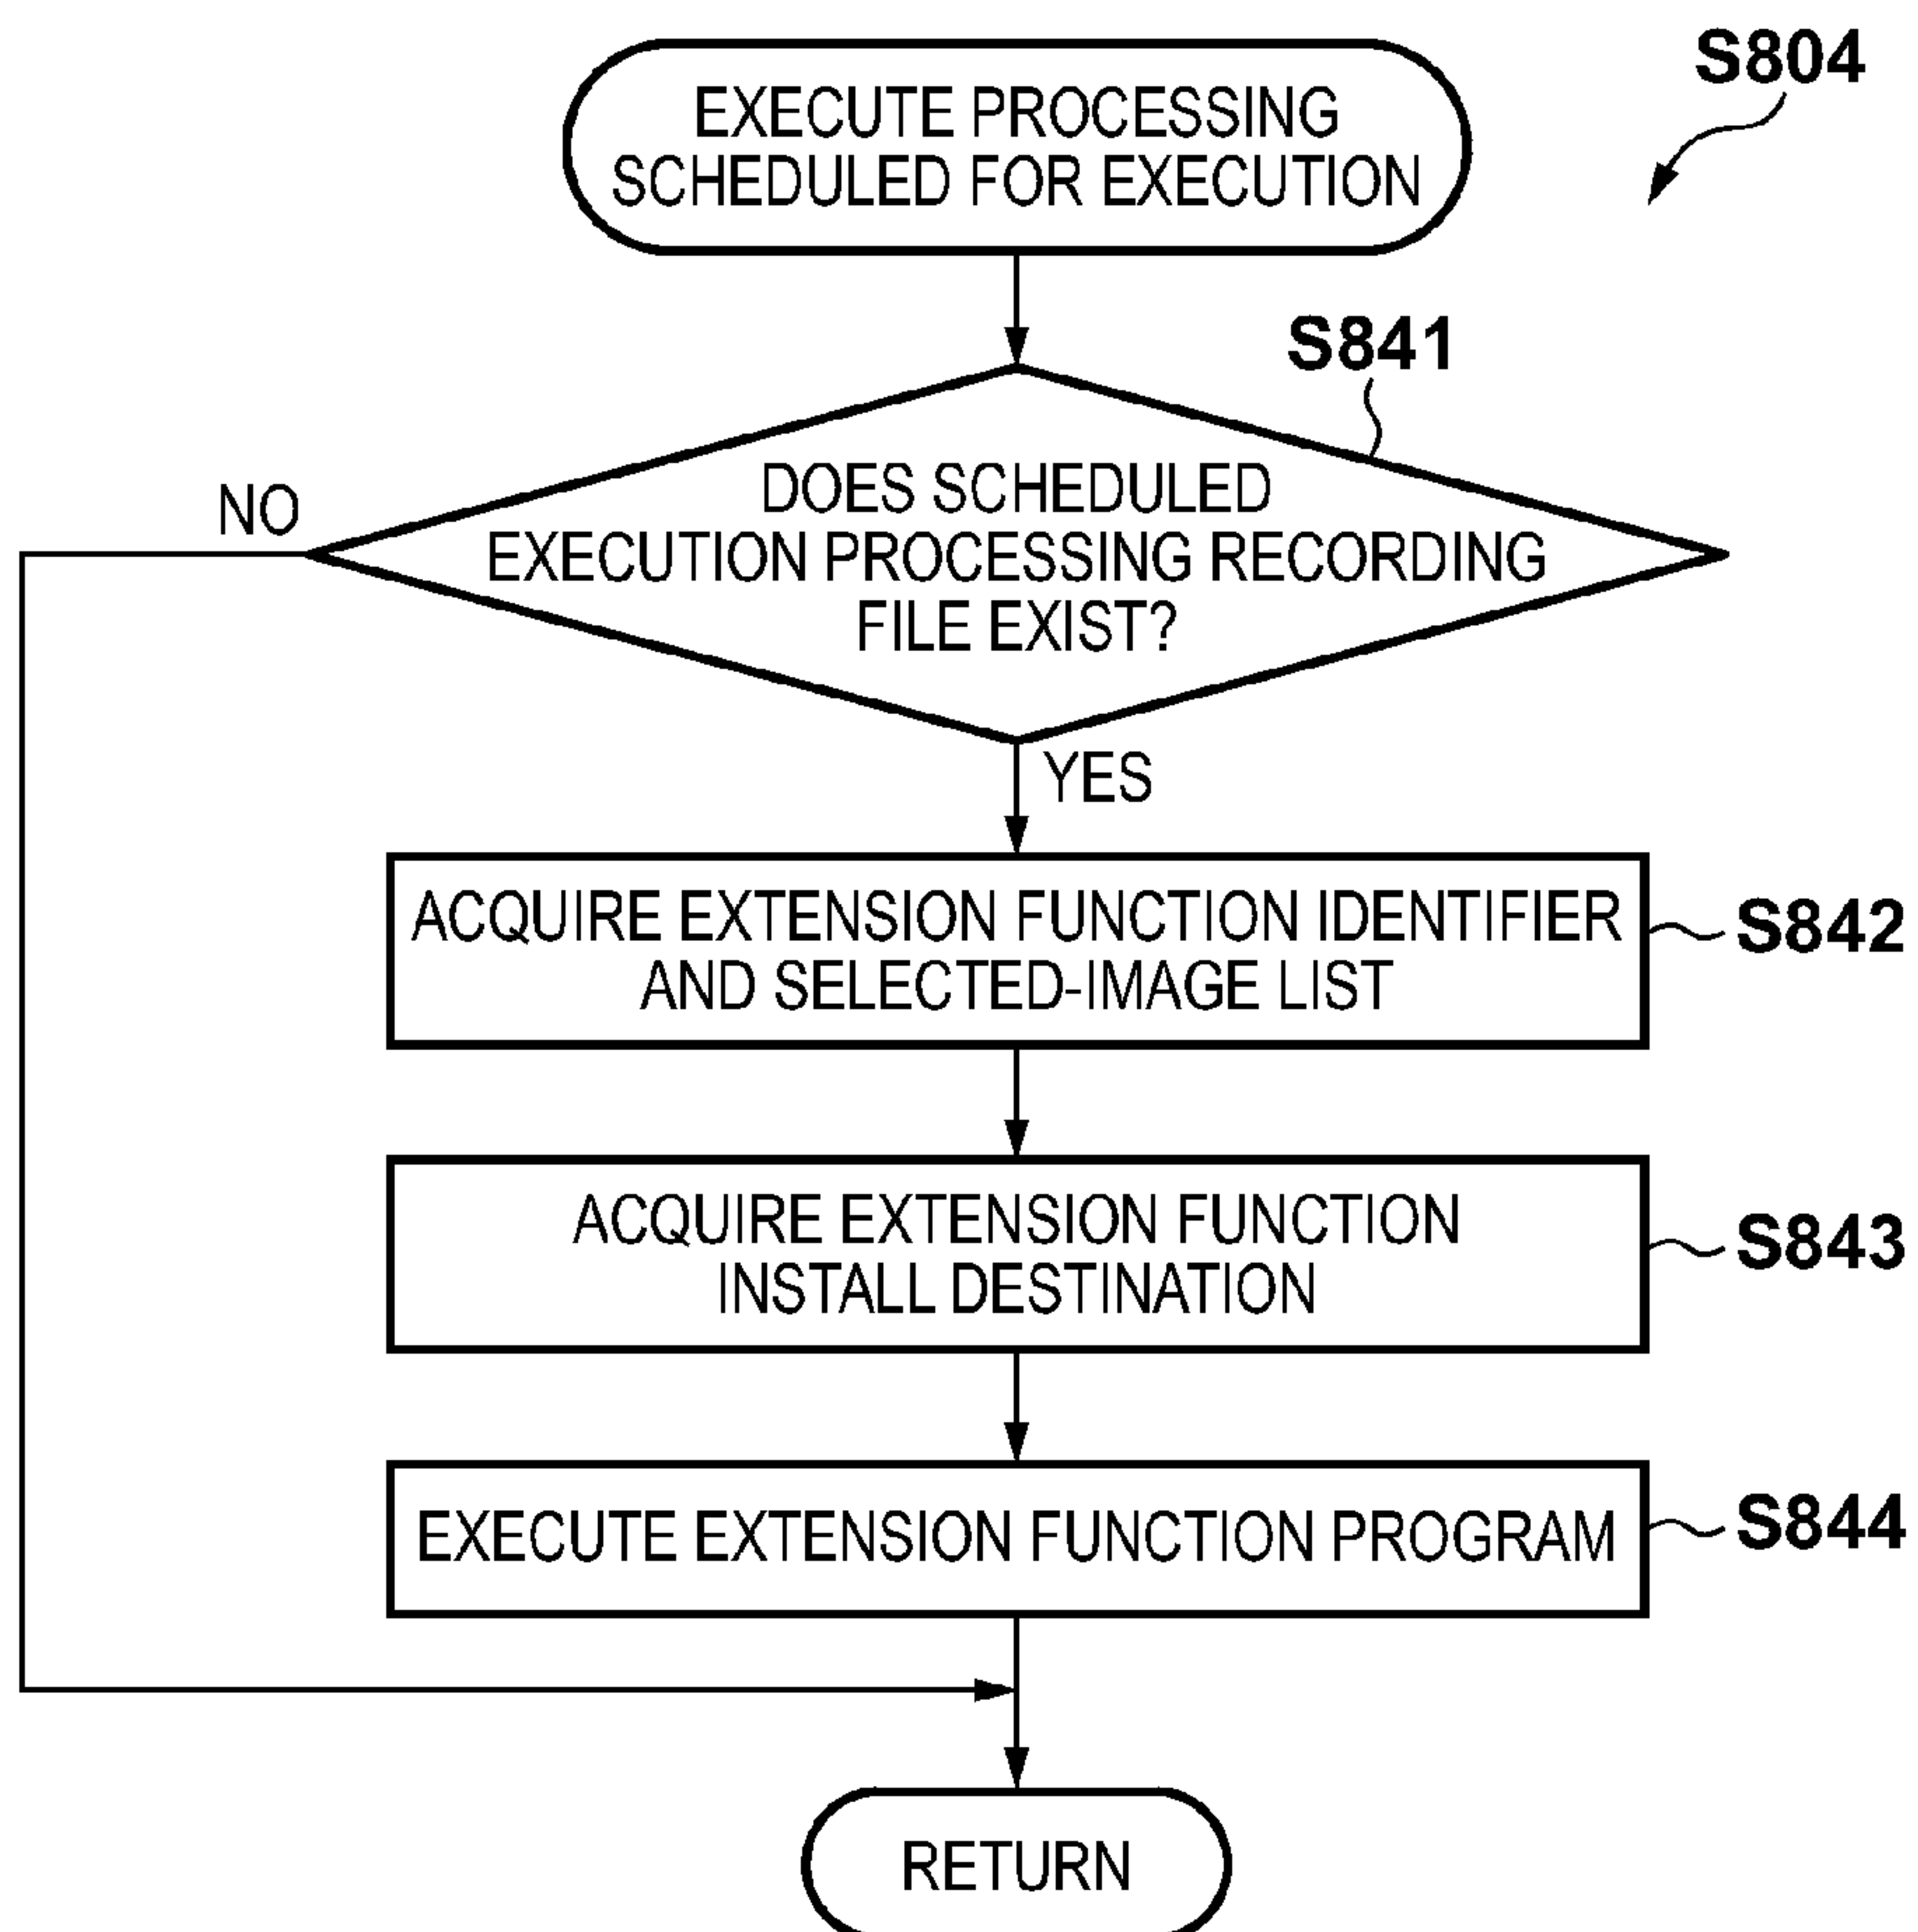 S804
EXECUTE PROCESSING
SCHEDULED FOR EXECUTION
S841
DOES SCHEDULED
EXECUTION PROCESSING RECORDING
FILE EXIST?
NO
YES
ACQUIRE EXTENSION FUNCTION IDENTIFIER
AND SELECTED-IMAGE LIST
S842
ACQUIRE EXTENSION FUNCTION
INSTALL DESTINATION
S843
EXECUTE EXTENSION FUNCTION PROGRAM
S844
RETURN